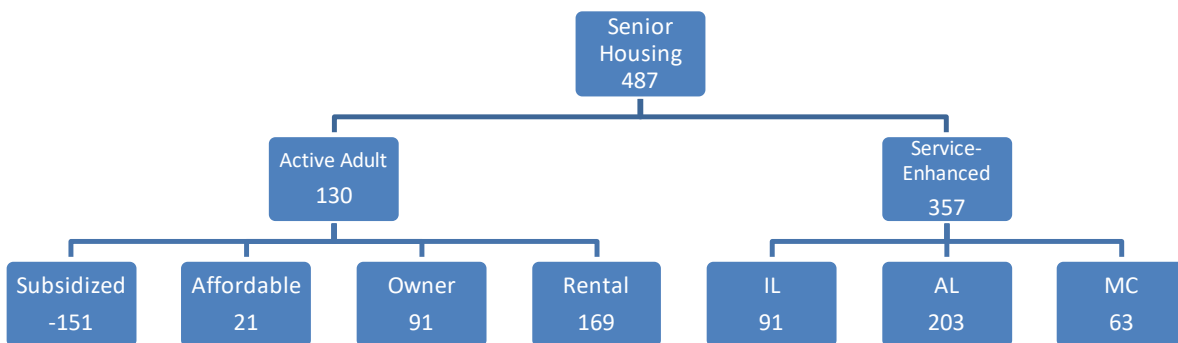 Senior
Housing
487
Active Adult
130
Service-
Enhanced
357
Subsidized
-151
Affordable
21
Owner
91
Rental
169
IL
91
AL
203
MC
63